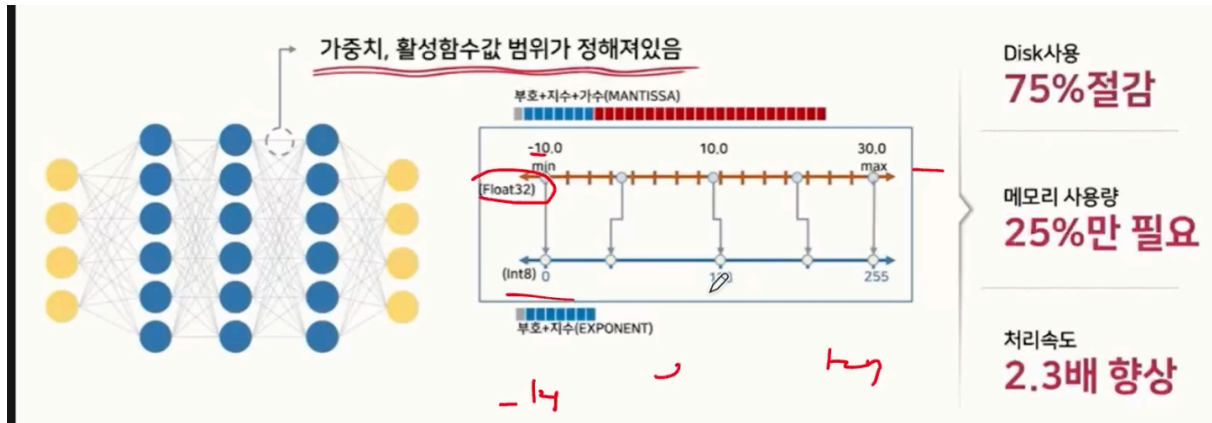 가중치, 활성함수값 범위가 정해져있음
부호+지수+가수(MANTISSA)
-10.0 10.0 30.0
min max
(Float32)
(Int8) 0 255
부호+지수(EXPONENT)
Disk사용
75%절감
메모리 사용량
25%만 필요
처리속도
2.3배 향상